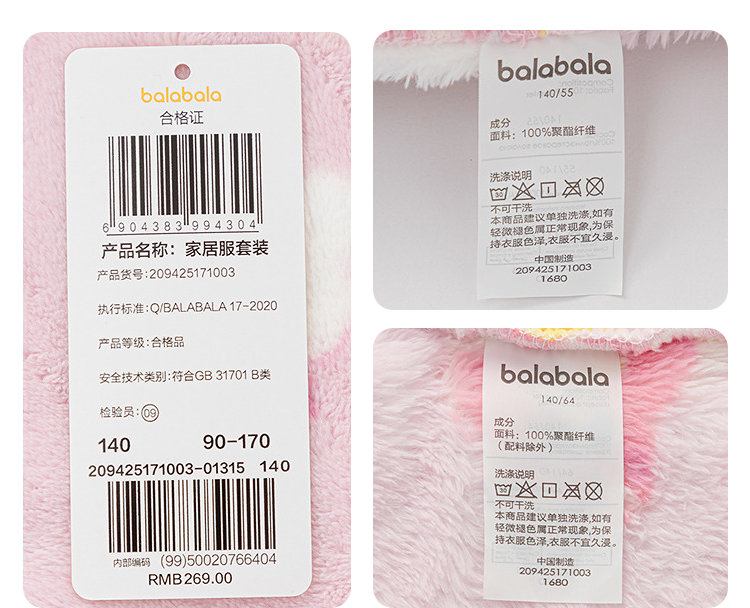 balabala
合格证
6 904383 994304
产品名称：家居服套装
产品货号：209425171003
执行标准：Q/BALABALA 17-2020
产品等级：合格品
安全技术类别：符合GB 31701 B类
检验员：09
140 90-170
209425171003-01315 140
内部编码 (99)50020766404
RMB269.00
balabala
140/55
成分
面料：100%聚酯纤维
洗涤说明
30
不可干洗
本商品建议单独洗涤,如有
轻微褪色属正常现象,为保
持衣服色泽,衣服不宜久浸。
中国制造
209425171003
1680
balabala
140/64
成分
面料：100%聚酯纤维
（配料除外）
洗涤说明
30
不可干洗
本商品建议单独洗涤,如有
轻微褪色属正常现象,为保
持衣服色泽,衣服不宜久浸。
中国制造
209425171003
1680